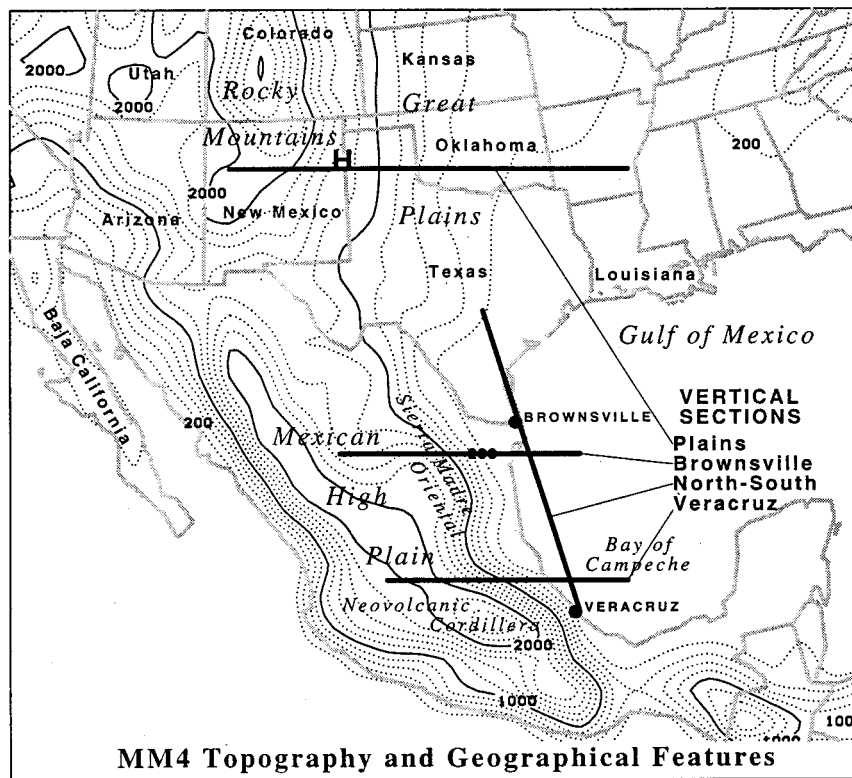 Colorado
Kansas
2000
Utah
Rocky
2000
Great
Mountains
Oklahoma
200
H
2000
Arizona
New Mexico
Plains
Texas
Louisiana
Gulf of Mexico
Baja California
VERTICAL
SECTIONS
200
BROWNSVILLE
Mexican
Sierra Madre
Oriental
Plains
Brownsville
North-South
Veracruz
High
Plain
Bay of
Campeche
Neovolcanic
Cordillera
VERACRUZ
2000
1000
100
MM4 Topography and Geographical Features